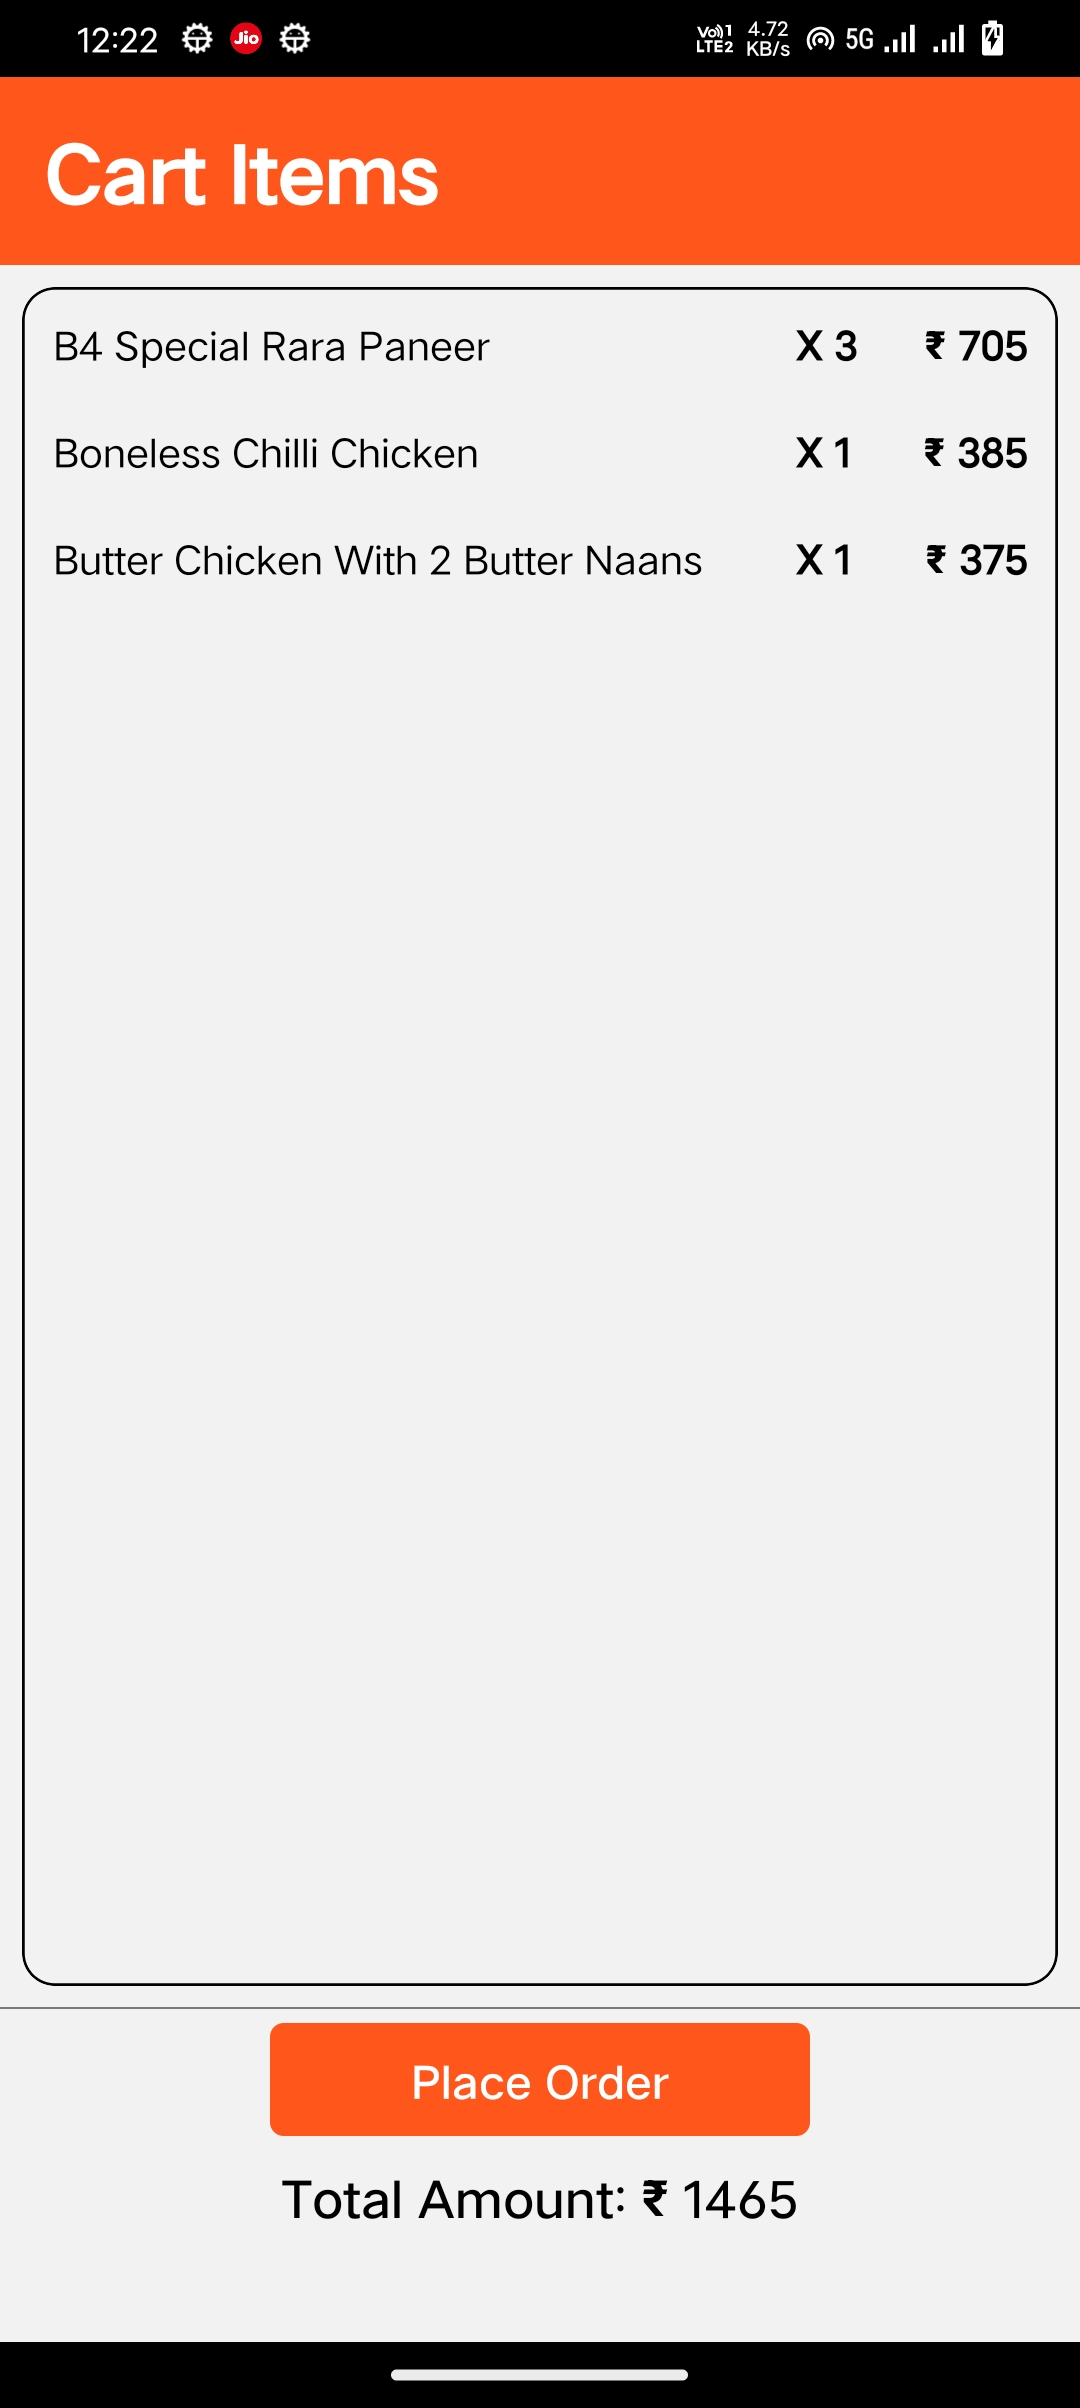 12:22 Jio Vo)) 1 LTE2 4.72 KB/s 5G
Cart Items
B4 Special Rara Paneer X 3 ₹ 705
Boneless Chilli Chicken X 1 ₹ 385
Butter Chicken With 2 Butter Naans X 1 ₹ 375
Place Order
Total Amount: ₹ 1465